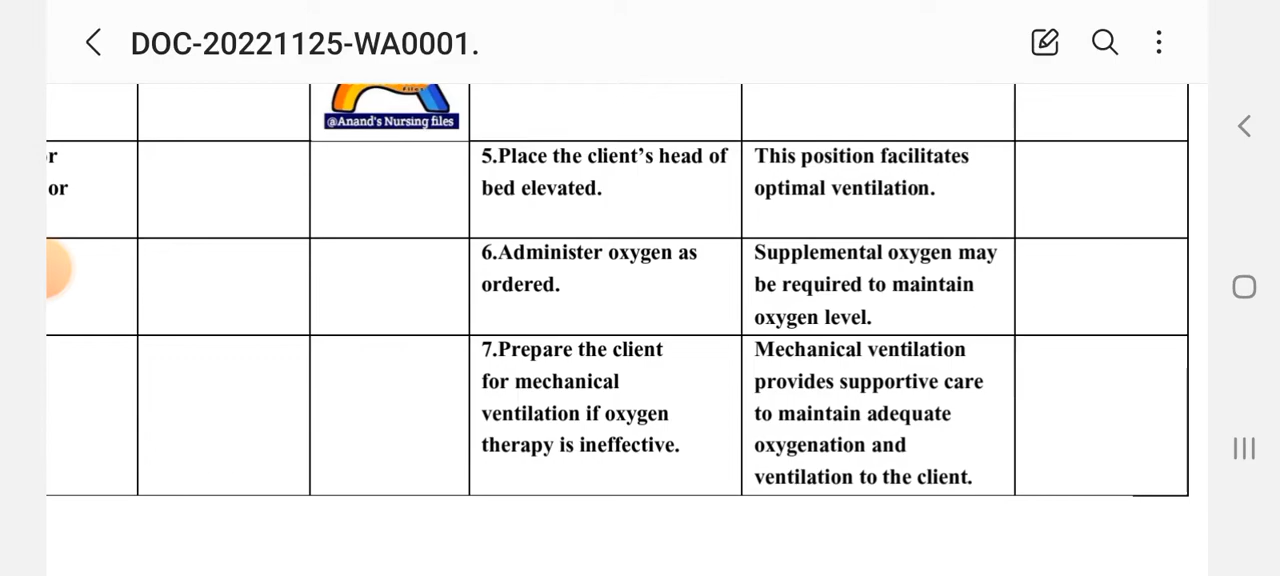 DOC-20221125-WA0001.
Files
@Anand's Nursing files
or
5.Place the client's head of
bed elevated.
This position facilitates
optimal ventilation.
6.Administer oxygen as
ordered.
Supplemental oxygen may
be required to maintain
oxygen level.
7.Prepare the client
for mechanical
ventilation if oxygen
therapy is ineffective.
Mechanical ventilation
provides supportive care
to maintain adequate
oxygenation and
ventilation to the client.